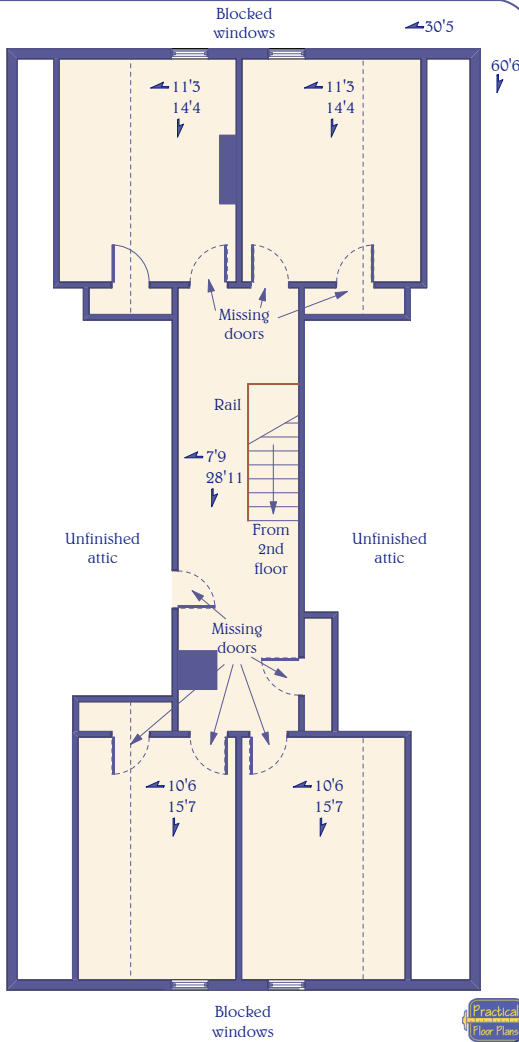 Blocked
windows
30'5
60'6
11'3
14'4
11'3
14'4
Missing
doors
Rail
7'9
28'11
From
2nd
floor
Unfinished
attic
Unfinished
attic
Missing
doors
10'6
15'7
10'6
15'7
Blocked
windows
Practical
Floor Plans